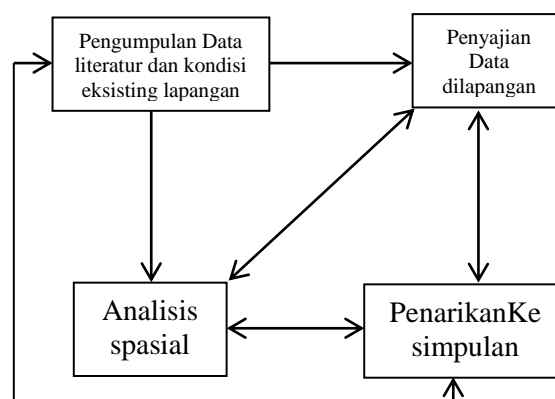 Pengumpulan Data
literatur dan kondisi
eksisting lapangan
Penyajian
Data
dilapangan
Analisis
spasial
PenarikanKe
simpulan